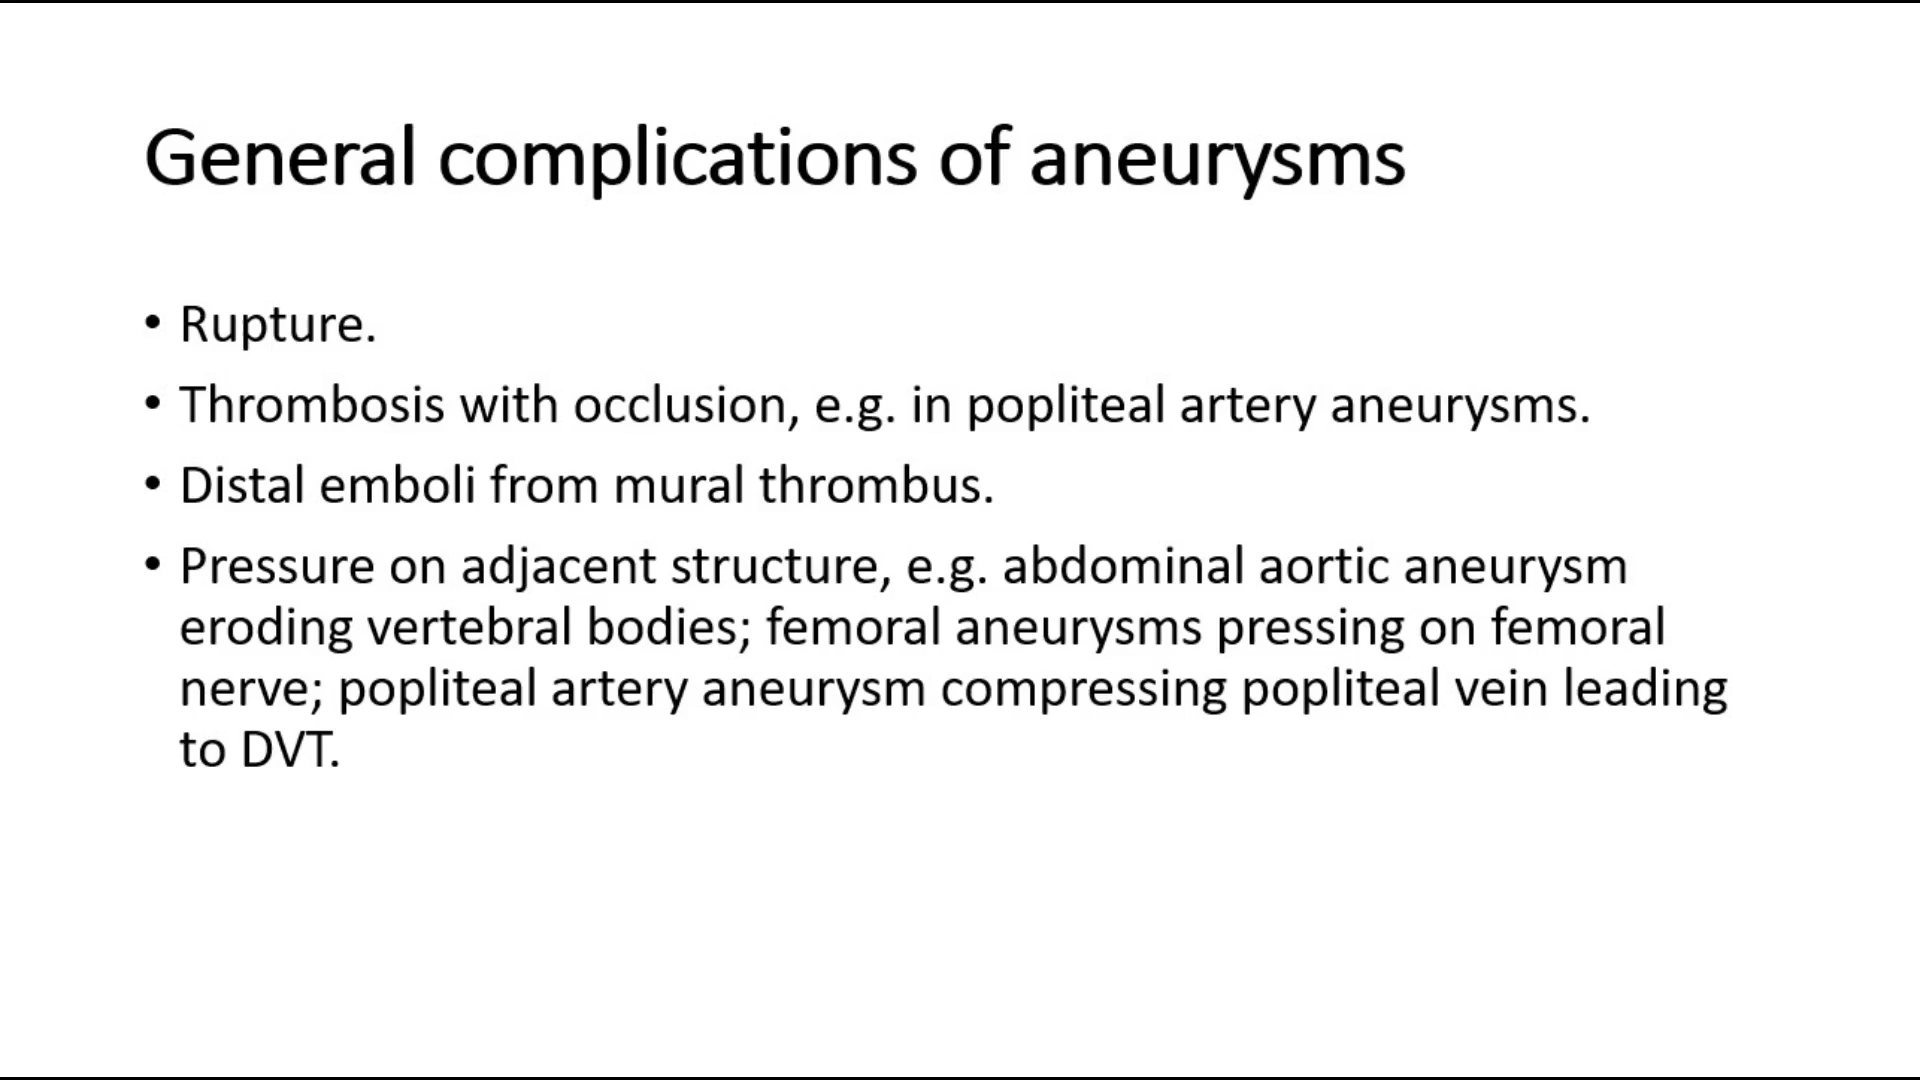 General complications of aneurysms
• Rupture.
• Thrombosis with occlusion, e.g. in popliteal artery aneurysms.
• Distal emboli from mural thrombus.
• Pressure on adjacent structure, e.g. abdominal aortic aneurysm
eroding vertebral bodies; femoral aneurysms pressing on femoral
nerve; popliteal artery aneurysm compressing popliteal vein leading
to DVT.